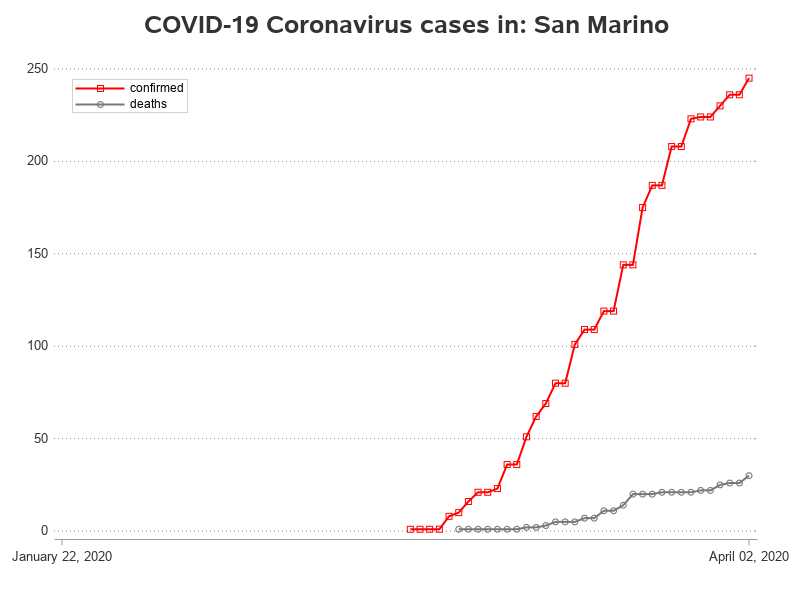 COVID-19 Coronavirus cases in: San Marino
250
confirmed
deaths
200
150
100
50
0
January 22, 2020
April 02, 2020